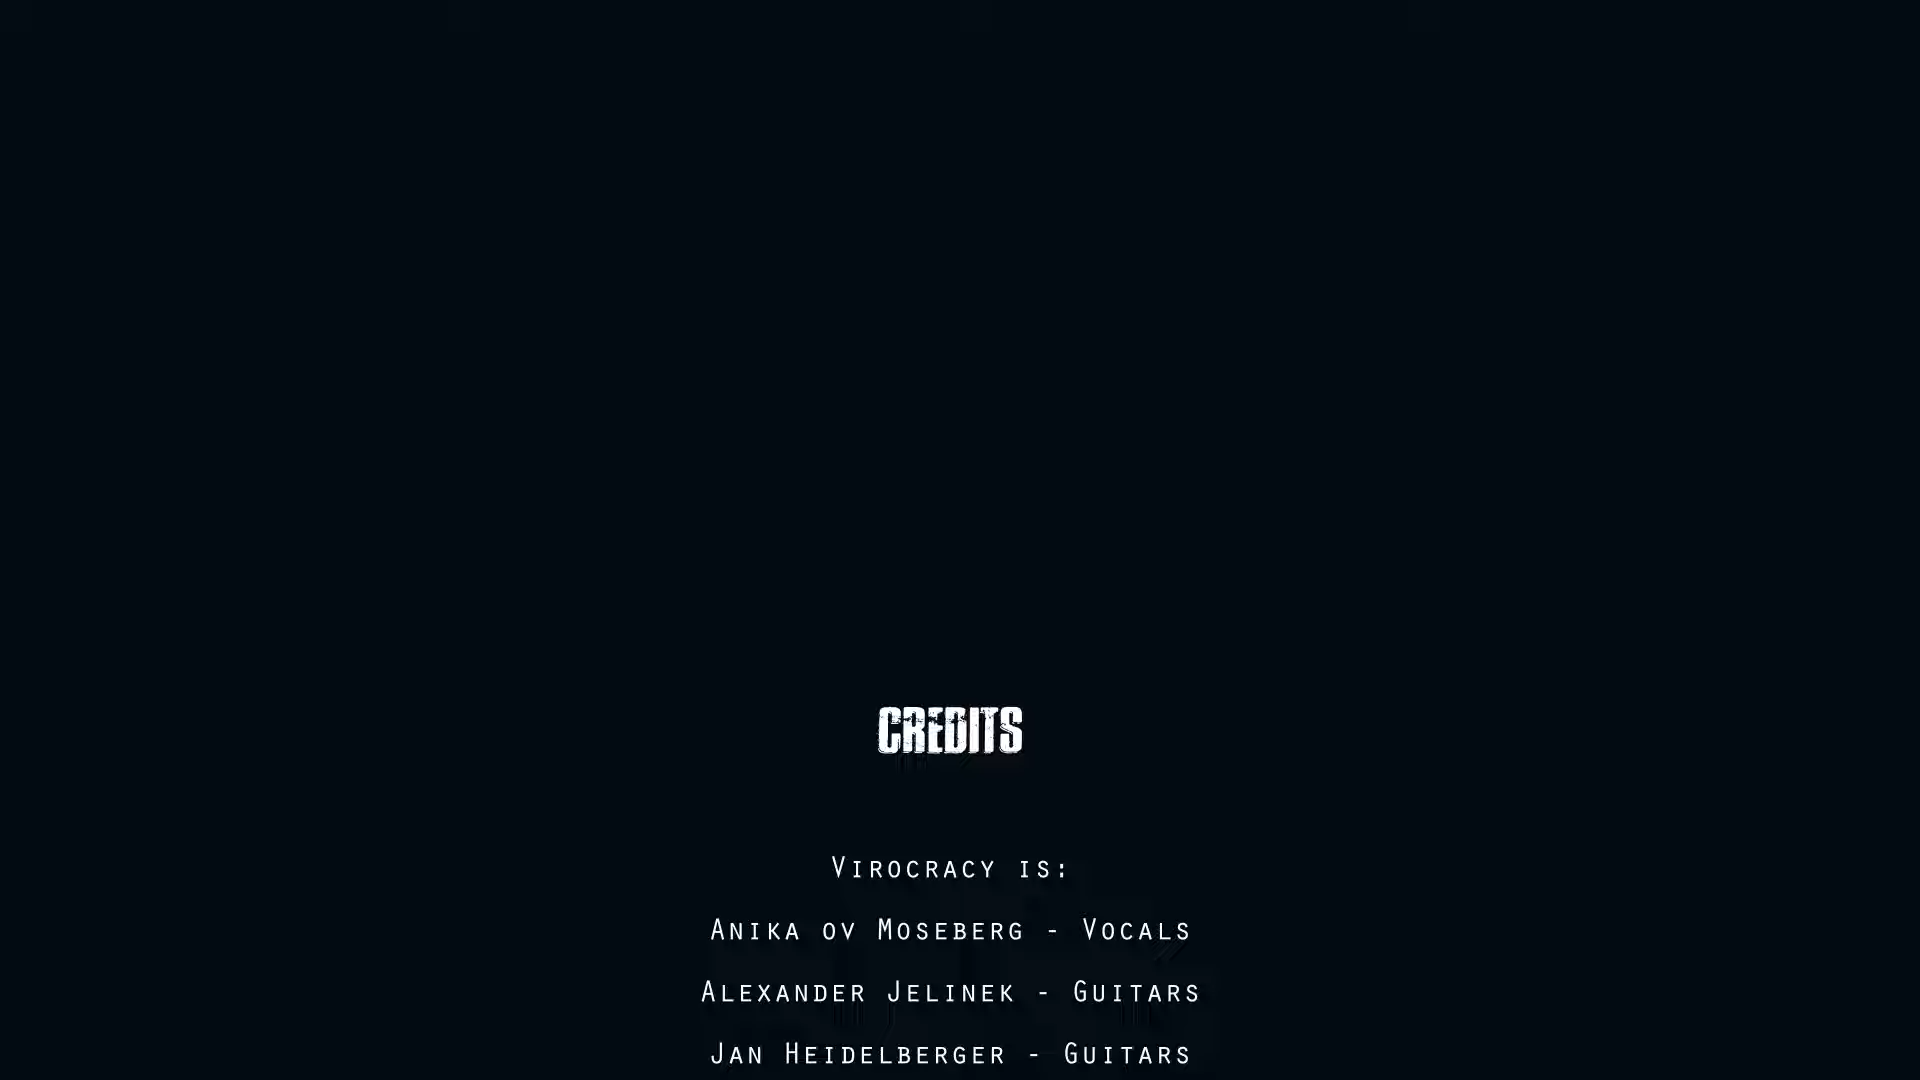 CREDITS
Virocracy is:
Anika ov Moseberg - Vocals
Alexander Jelinek - Guitars
Jan Heidelberger - Guitars